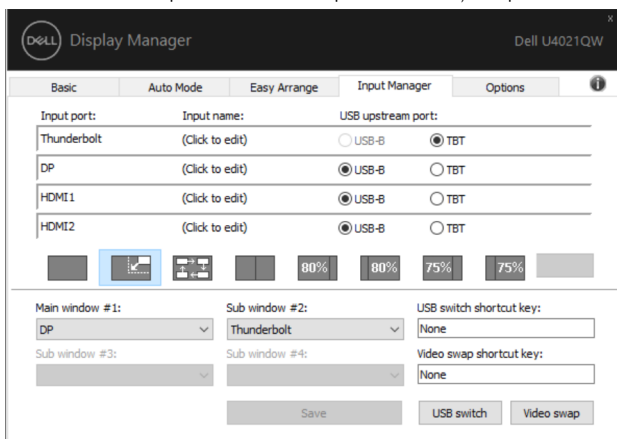 x
DELL Display Manager Dell U4021QW
Basic Auto Mode Easy Arrange Input Manager Options i
Input port: Input name: USB upstream port:
Thunderbolt (Click to edit) USB-B TBT
DP (Click to edit) USB-B TBT
HDMI1 (Click to edit) USB-B TBT
HDMI2 (Click to edit) USB-B TBT
80% 80% 75% 75%
Main window #1: Sub window #2: USB switch shortcut key:
DP Thunderbolt None
Sub window #3: Sub window #4: Video swap shortcut key:
None
Save USB switch Video swap